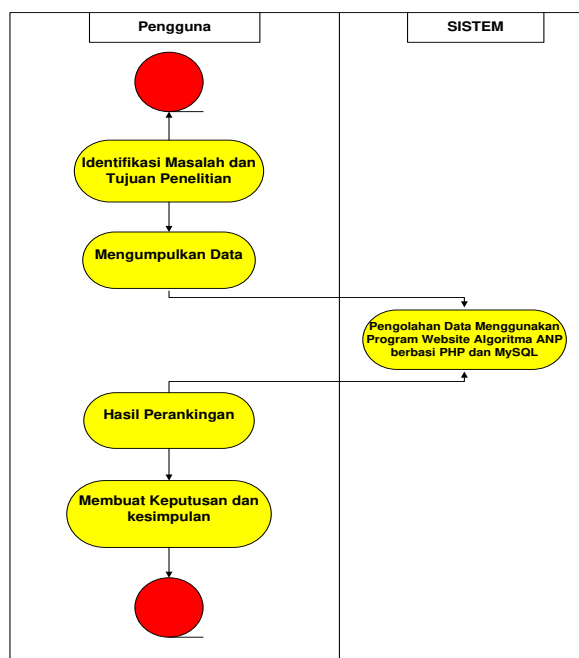 Pengguna
SISTEM
Identifikasi Masalah dan
Tujuan Penelitian
Mengumpulkan Data
Pengolahan Data Menggunakan
Program Website Algoritma ANP
berbasi PHP dan MySQL
Hasil Perankingan
Membuat Keputusan dan
kesimpulan